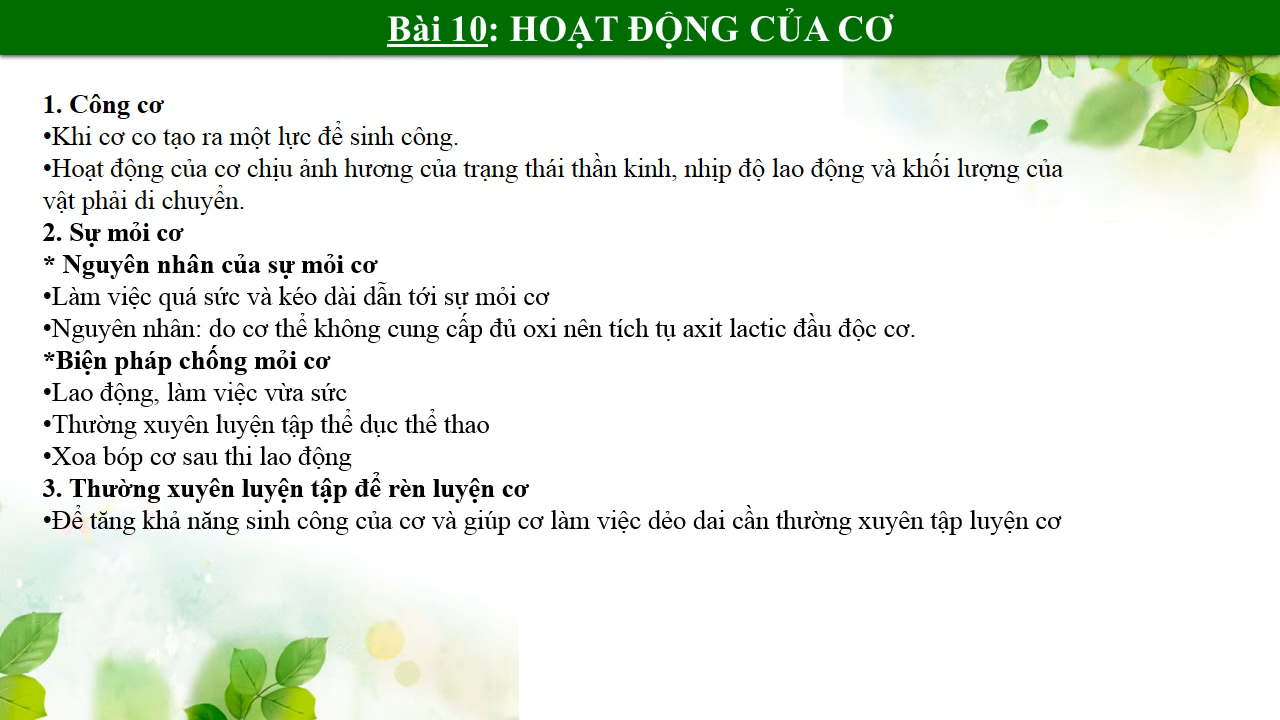 Bài 10: HOẠT ĐỘNG CỦA CƠ
1. Công cơ
•Khi cơ co tạo ra một lực để sinh công.
•Hoạt động của cơ chịu ảnh hương của trạng thái thần kinh, nhịp độ lao động và khối lượng của
vật phải di chuyển.
2. Sự mỏi cơ
* Nguyên nhân của sự mỏi cơ
•Làm việc quá sức và kéo dài dẫn tới sự mỏi cơ
•Nguyên nhân: do cơ thể không cung cấp đủ oxi nên tích tụ axit lactic đầu độc cơ.
*Biện pháp chống mỏi cơ
•Lao động, làm việc vừa sức
•Thường xuyên luyện tập thể dục thể thao
•Xoa bóp cơ sau thi lao động
3. Thường xuyên luyện tập để rèn luyện cơ
•Để tăng khả năng sinh công của cơ và giúp cơ làm việc dẻo dai cần thường xuyên tập luyện cơ